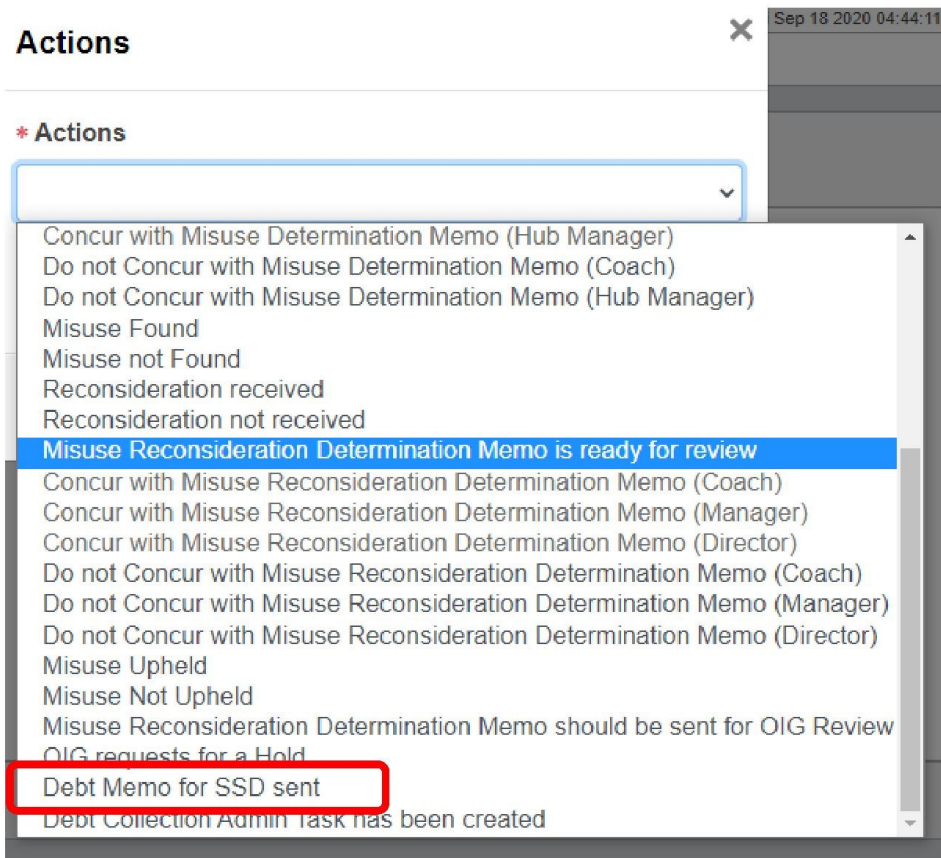 Sep 18 2020 04:44:11
Actions
* Actions
Concur with Misuse Determination Memo (Hub Manager)
Do not Concur with Misuse Determination Memo (Coach)
Do not Concur with Misuse Determination Memo (Hub Manager)
Misuse Found
Misuse not Found
Reconsideration received
Reconsideration not received
Misuse Reconsideration Determination Memo is ready for review
Concur with Misuse Reconsideration Determination Memo (Coach)
Concur with Misuse Reconsideration Determination Memo (Manager)
Concur with Misuse Reconsideration Determination Memo (Director)
Do not Concur with Misuse Reconsideration Determination Memo (Coach)
Do not Concur with Misuse Reconsideration Determination Memo (Manager)
Do not Concur with Misuse Reconsideration Determination Memo (Director)
Misuse Upheld
Misuse Not Upheld
Misuse Reconsideration Determination Memo should be sent for OIG Review
OIG requests for a Hold
Debt Memo for SSD sent
Debt Collection Admin Task has been created